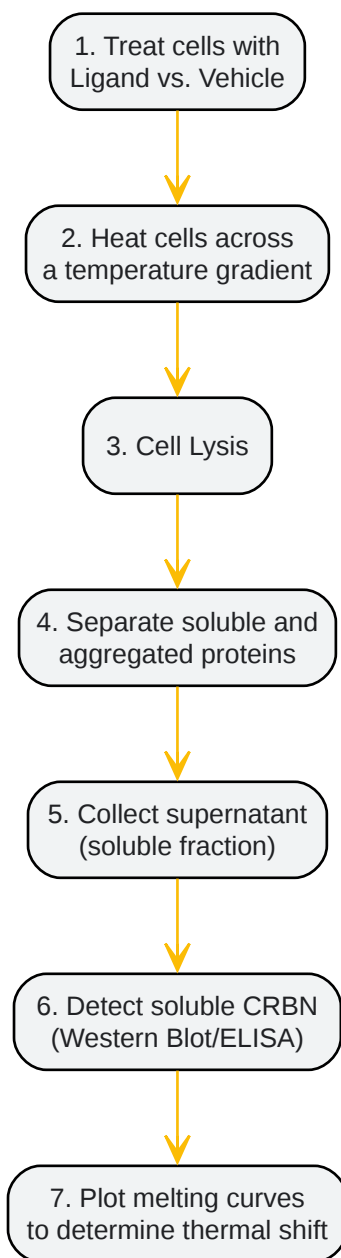 1. Treat cells with
Ligand vs. Vehicle
2. Heat cells across
a temperature gradient
3. Cell Lysis
4. Separate soluble and
aggregated proteins
5. Collect supernatant
(soluble fraction)
6. Detect soluble CRBN
(Western Blot/ELISA)
7. Plot melting curves
to determine thermal shift